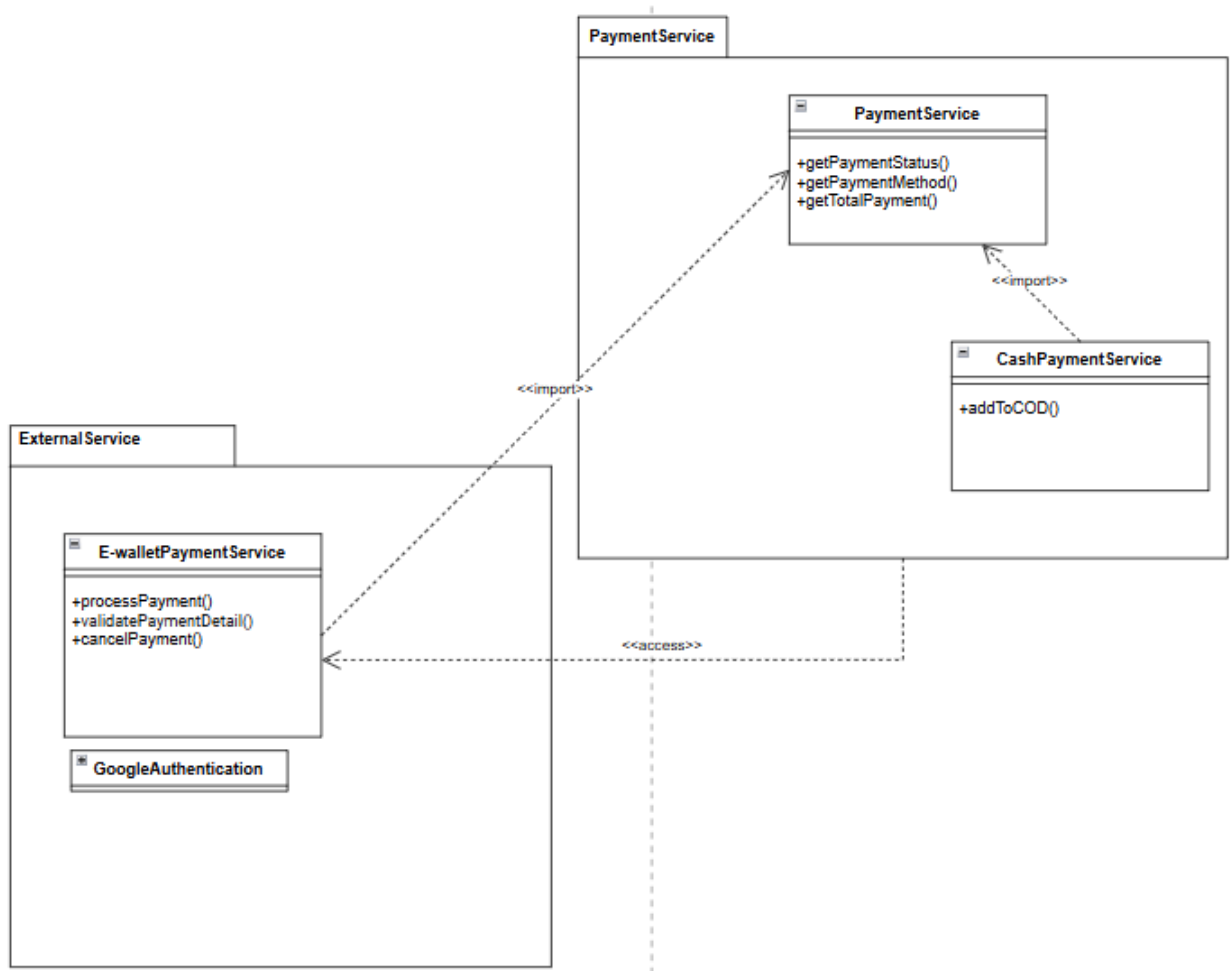 PaymentService
PaymentService
+getPaymentStatus()
+getPaymentMethod()
+getTotalPayment()
<<import>>
CashPaymentService
+addToCOD()
<<import>>
ExternalService
E-walletPaymentService
+processPayment()
+validatePaymentDetail()
+cancelPayment()
<<access>>
GoogleAuthentication